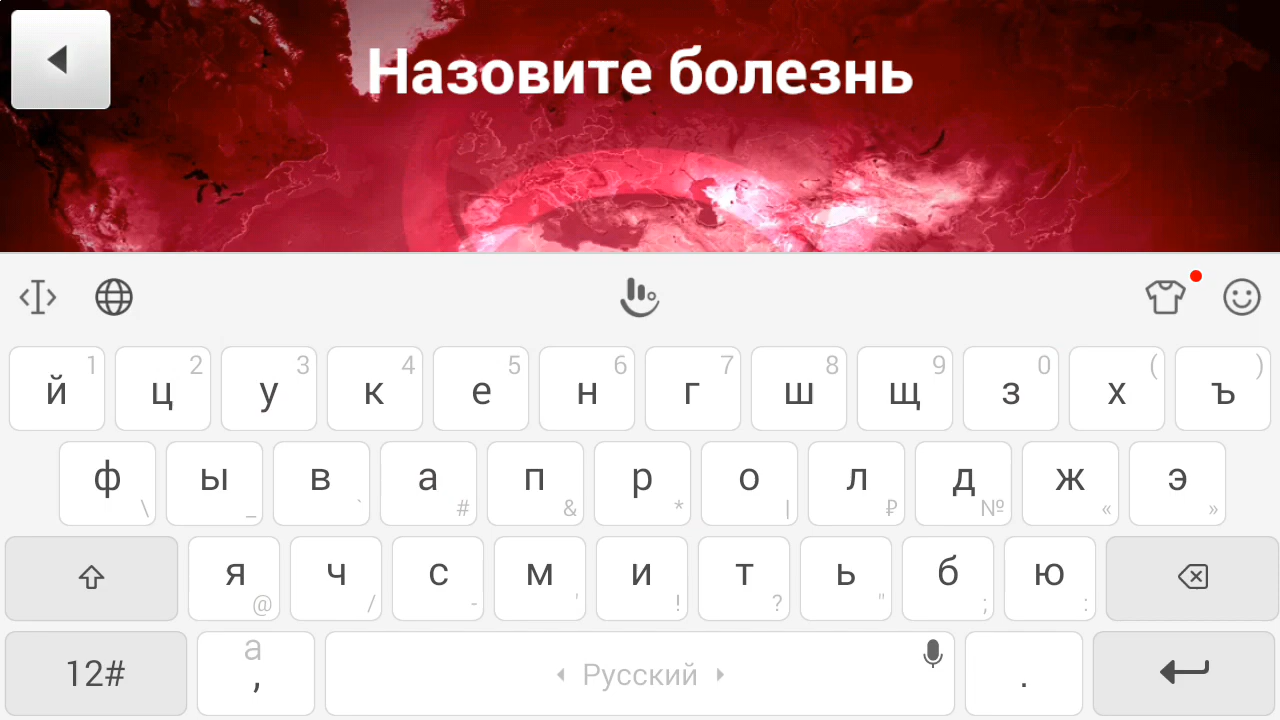 Назовите болезнь
1 2 3 4 5 6 7 8 9 0 ( )
й ц у к е н г ш щ з х ъ
ф ы в а п р о л д ж э
\ _ ` # & * | ₽ № « »
я ч с м и т ь б ю
@ / - ' ! ? " ; :
а
12# , Русский .